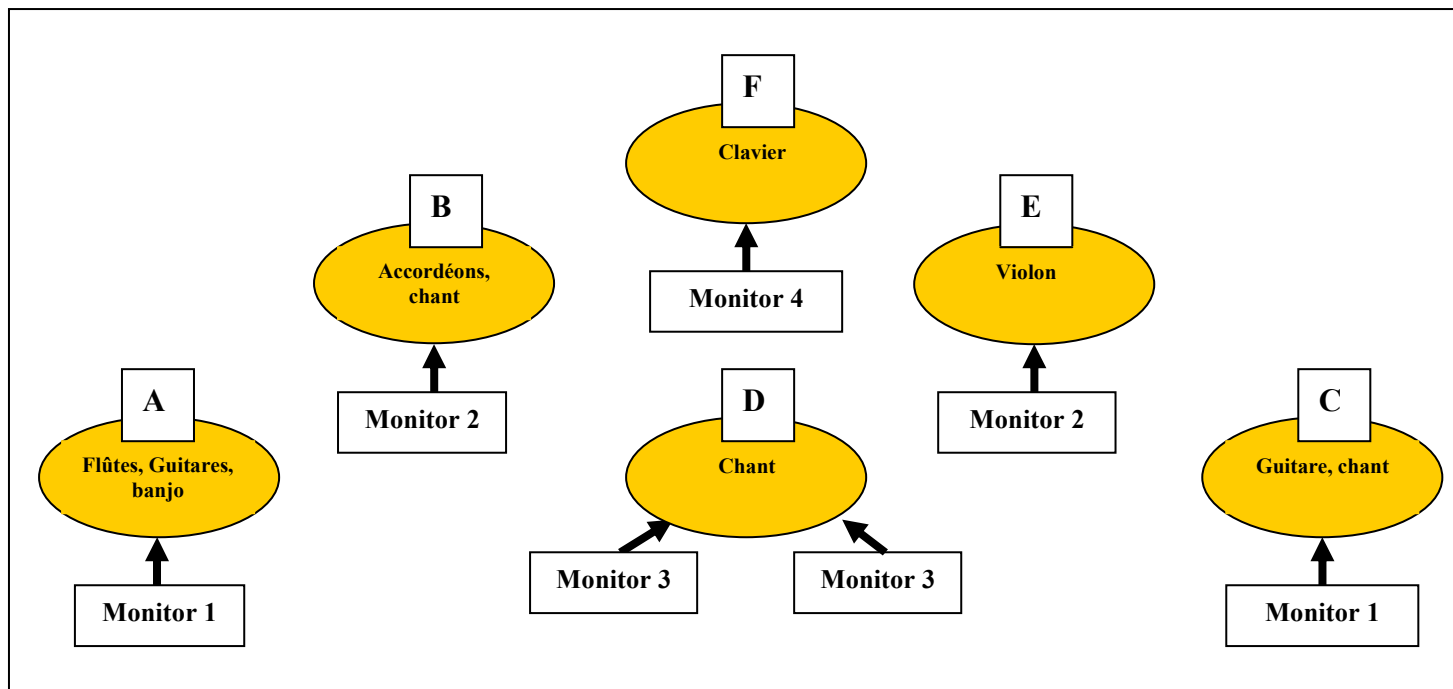 F
Clavier
B
E
Accordéons,
chant
Monitor 4
Violon
A
Monitor 2
D
Monitor 2
C
Flûtes, Guitares,
banjo
Chant
Guitare, chant
Monitor 3
Monitor 3
Monitor 1
Monitor 1